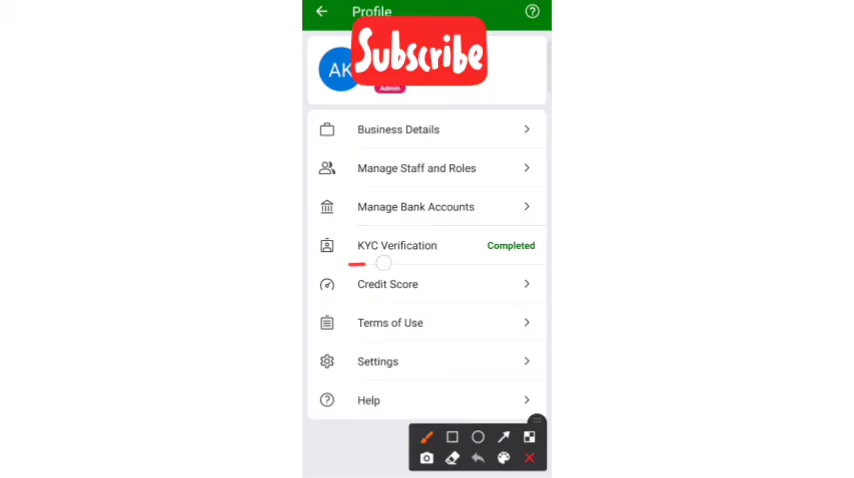 Profile
Subscribe
AK
Admin
Business Details
Manage Staff and Roles
Manage Bank Accounts
KYC Verification Completed
Credit Score
Terms of Use
Settings
Help